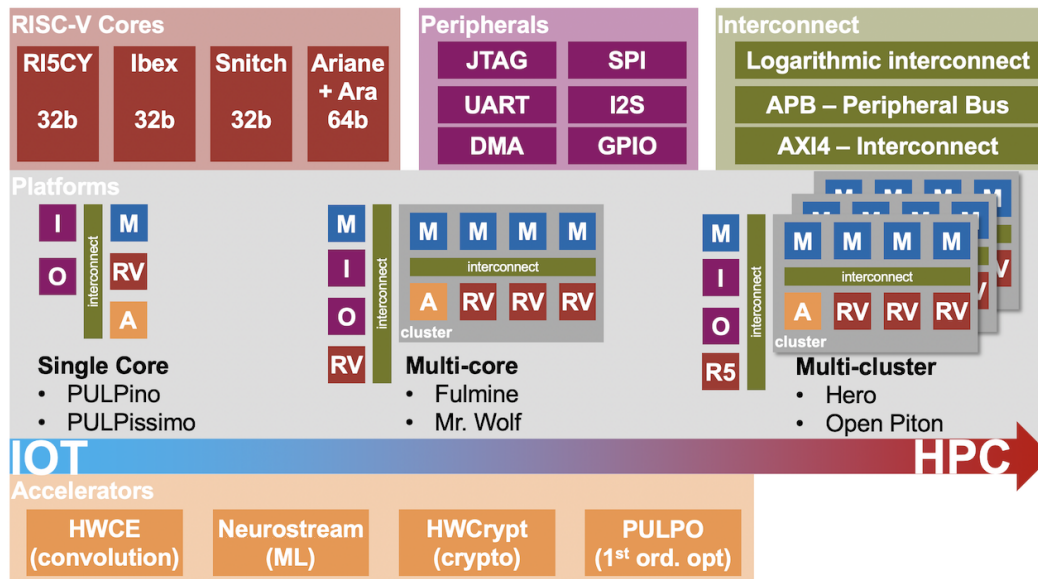 RISC-V Cores
RI5CY
32b
Ibex
32b
Snitch
32b
Ariane
+ Ara
64b
Peripherals
JTAG
SPI
UART
I2S
DMA
GPIO
Interconnect
Logarithmic interconnect
APB – Peripheral Bus
AXI4 – Interconnect
Platforms
I
O
interconnect
M
RV
A
Single Core
• PULPino
• PULPissimo
M
I
O
RV
interconnect
M M M M
interconnect
A RV RV RV
cluster
Multi-core
• Fulmine
• Mr. Wolf
M
I
O
R5
interconnect
M M M M
interconnect
A RV RV RV
cluster
Multi-cluster
• Hero
• Open Piton
IOT
HPC
Accelerators
HWCE
(convolution)
Neurostream
(ML)
HWCrypt
(crypto)
PULPO
(1st ord. opt)